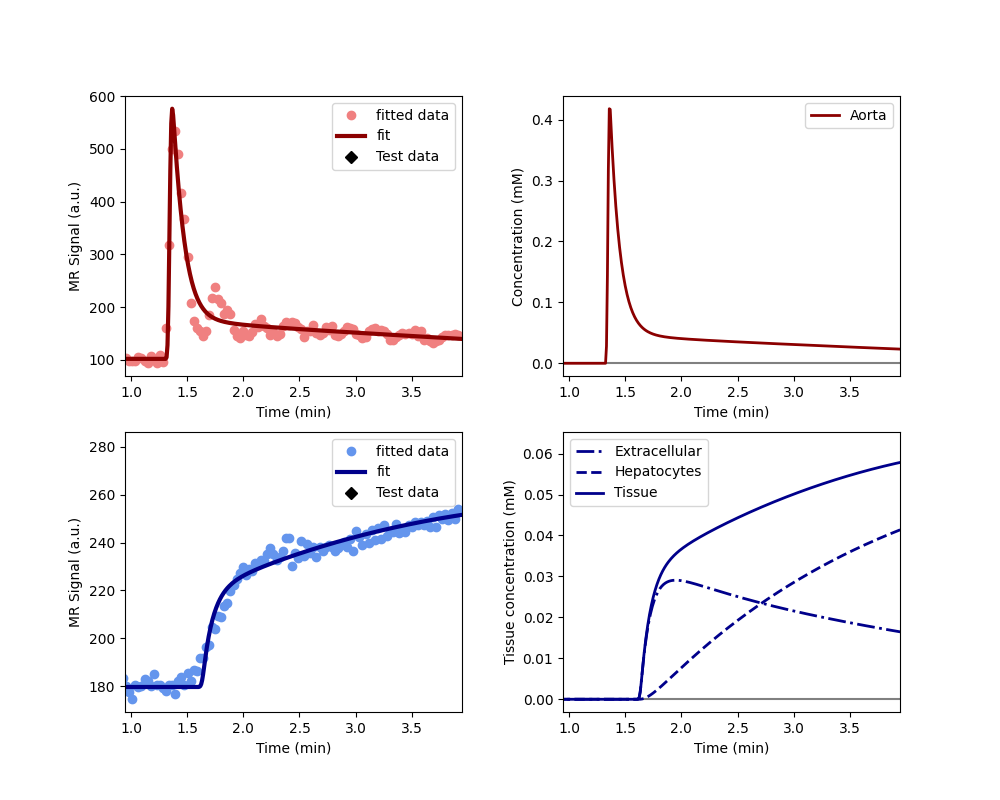 600
500
400
300
200
100
MR Signal (a.u.)
1.0 1.5 2.0 2.5 3.0 3.5
Time (min)
fitted data
fit
Test data
0.4
0.3
0.2
0.1
0.0
Concentration (mM)
1.0 1.5 2.0 2.5 3.0 3.5
Time (min)
Aorta
280
260
240
220
200
180
MR Signal (a.u.)
1.0 1.5 2.0 2.5 3.0 3.5
Time (min)
fitted data
fit
Test data
0.06
0.05
0.04
0.03
0.02
0.01
0.00
Tissue concentration (mM)
1.0 1.5 2.0 2.5 3.0 3.5
Time (min)
Extracellular
Hepatocytes
Tissue